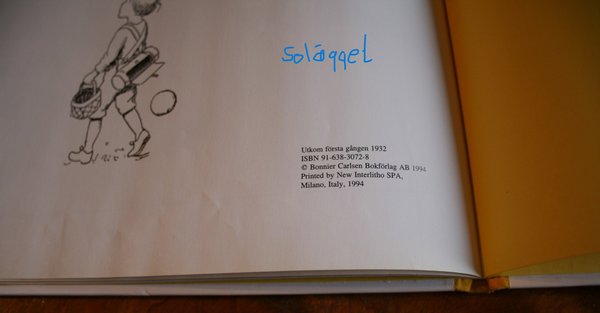 Solägget
Utkom första gången 1932
ISBN 91-638-3072-8
© Bonnier Carlsen Bokförlag AB 1994
Printed by New Interlitho SPA,
Milano, Italy, 1994